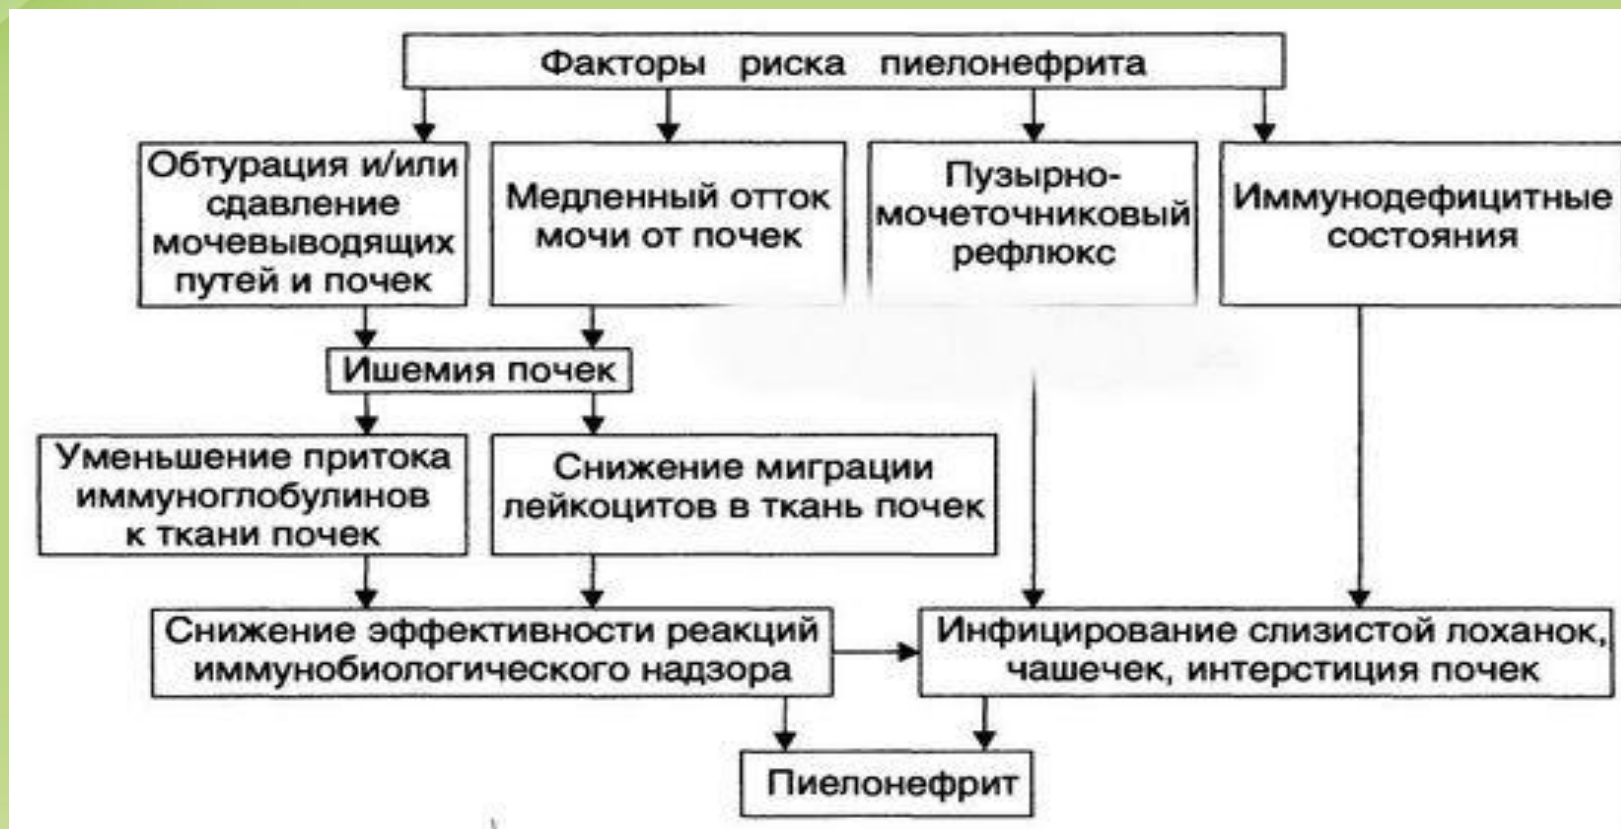 Факторы риска пиелонефрита
Обтурация и/или
сдавление
мочевыводящих
путей и почек
Медленный отток
мочи от почек
Пузырно-
мочеточниковый
рефлюкс
Иммунодефицитные
состояния
Ишемия почек
Уменьшение притока
иммуноглобулинов
к ткани почек
Снижение миграции
лейкоцитов в ткань почек
Снижение эффективности реакций
иммунобиологического надзора
Инфицирование слизистой лоханок,
чашечек, интерстиция почек
Пиелонефрит